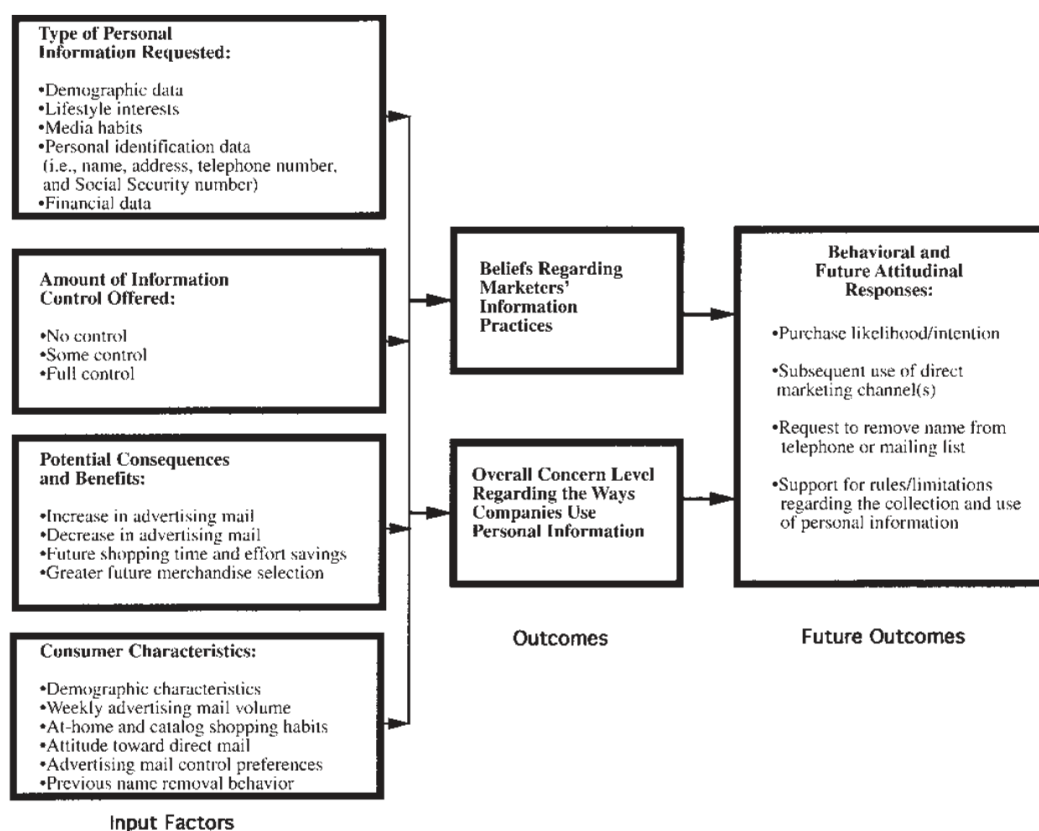 Type of Personal
Information Requested:
•Demographic data
•Lifestyle interests
•Media habits
•Personal identification data
(i.e., name, address, telephone number,
and Social Security number)
•Financial data
Amount of Information
Control Offered:
•No control
•Some control
•Full control
Potential Consequences
and Benefits:
•Increase in advertising mail
•Decrease in advertising mail
•Future shopping time and effort savings
•Greater future merchandise selection
Consumer Characteristics:
•Demographic characteristics
•Weekly advertising mail volume
•At-home and catalog shopping habits
•Attitude toward direct mail
•Advertising mail control preferences
•Previous name removal behavior
Input Factors
Beliefs Regarding
Marketers'
Information
Practices
Overall Concern Level
Regarding the Ways
Companies Use
Personal Information
Outcomes
Behavioral and
Future Attitudinal
Responses:
•Purchase likelihood/intention
•Subsequent use of direct
marketing channel(s)
•Request to remove name from
telephone or mailing list
•Support for rules/limitations
regarding the collection and use
of personal information
Future Outcomes